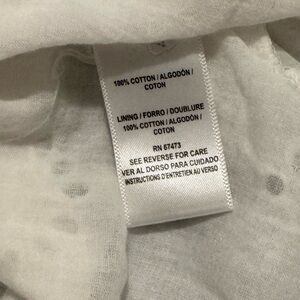 100% COTTON / ALGODÓN /
COTON
LINING / FORRO / DOUBLURE
100% COTTON / ALGODÓN /
COTON
RN 67473
SEE REVERSE FOR CARE
VER AL DORSO PARA CUIDADO
INSTRUCTIONS D'ENTRETIEN AU VERSO